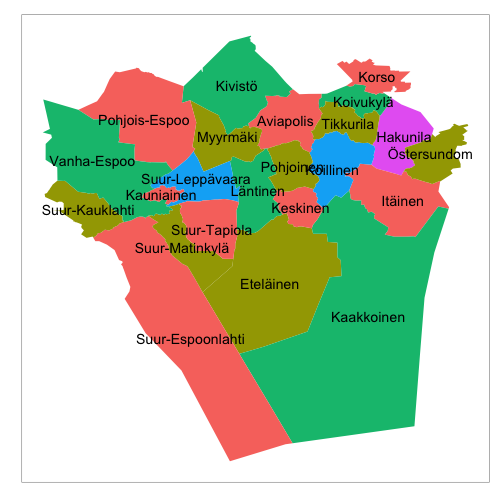 Korso
Kivistö
Koivukylä
Pohjois-Espoo
Aviapolis
Tikkurila
Myyrmäki
Hakunila
Östersundom
Vanha-Espoo
Pohjoinen
Koillinen
Suur-Leppävaara
Läntinen
Kauniainen
Itäinen
Suur-Kauklahti
Keskinen
Suur-Tapiola
Suur-Matinkylä
Eteläinen
Kaakkoinen
Suur-Espoonlahti